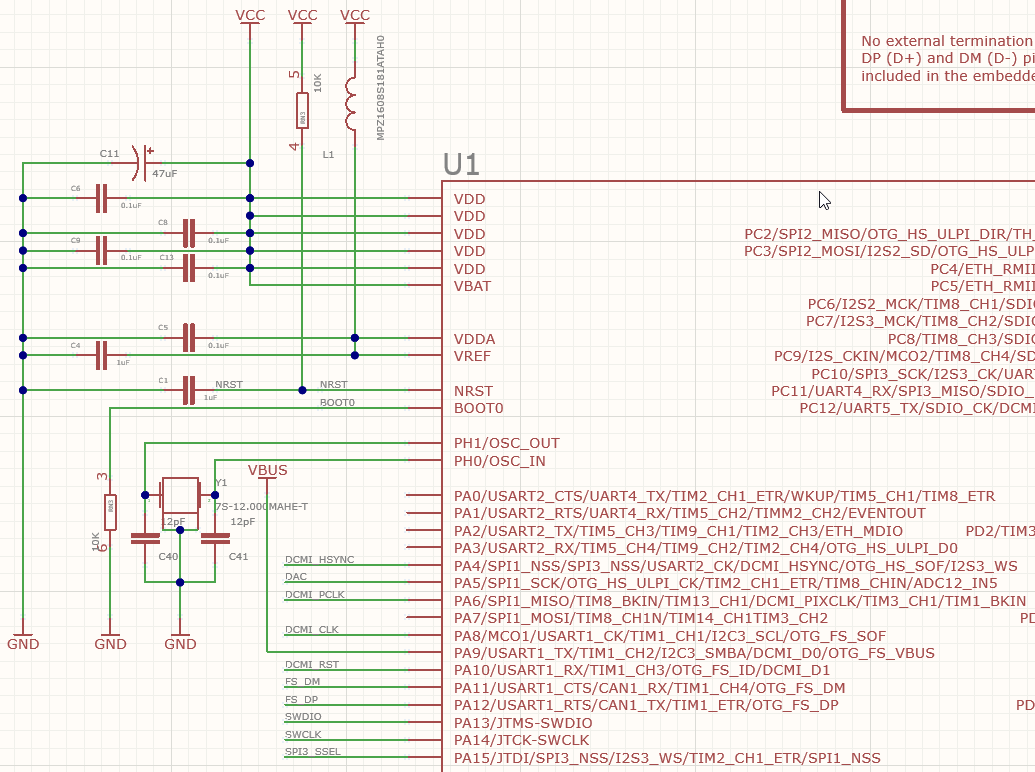 VCC
VCC
VCC
No external termination
DP (D+) and DM (D-) pi
included in the embedde
5
10K
RN3
4
MPZ1608S181ATAH0
L1
U1
C11
+
47uF
C6
0.1uF
VDD
VDD
C8
0.1uF
VDD
PC2/SPI2_MISO/OTG_HS_ULPI_DIR/TH_
C9
0.1uF
VDD
PC3/SPI2_MOSI/I2S2_SD/OTG_HS_ULP
C13
0.1uF
VDD
PC4/ETH_RMII
VBAT
PC5/ETH_RMII
PC6/I2S2_MCK/TIM8_CH1/SDIO
PC7/I2S3_MCK/TIM8_CH2/SDIO
C5
0.1uF
VDDA
PC8/TIM8_CH3/SDIO
C4
1uF
VREF
PC9/I2S_CKIN/MCO2/TIM8_CH4/SD
PC10/SPI3_SCK/I2S3_CK/UAR
C1
1uF
NRST
NRST
NRST
PC11/UART4_RX/SPI3_MISO/SDIO_
BOOT0
BOOT0
PC12/UART5_TX/SDIO_CK/DCMI
PH1/OSC_OUT
PH0/OSC_IN
VBUS
3
RN3
10K
6
Y1
7S-12.000MAHE-T
12pF
12pF
C40
C41
PA0/USART2_CTS/UART4_TX/TIM2_CH1_ETR/WKUP/TIM5_CH1/TIM8_ETR
PA1/USART2_RTS/UART4_RX/TIM5_CH2/TIMM2_CH2/EVENTOUT
PA2/USART2_TX/TIM5_CH3/TIM9_CH1/TIM2_CH3/ETH_MDIO
PD2/TIM3
PA3/USART2_RX/TIM5_CH4/TIM9_CH2/TIM2_CH4/OTG_HS_ULPI_D0
DCMI_HSYNC
PA4/SPI1_NSS/SPI3_NSS/USART2_CK/DCMI_HSYNC/OTG_HS_SOF/I2S3_WS
DAC
PA5/SPI1_SCK/OTG_HS_ULPI_CK/TIM2_CH1_ETR/TIM8_CHIN/ADC12_IN5
DCMI_PCLK
PA6/SPI1_MISO/TIM8_BKIN/TIM13_CH1/DCMI_PIXCLK/TIM3_CH1/TIM1_BKIN
PA7/SPI1_MOSI/TIM8_CH1N/TIM14_CH1TIM3_CH2
PD
DCMI_CLK
PA8/MCO1/USART1_CK/TIM1_CH1/I2C3_SCL/OTG_FS_SOF
PA9/USART1_TX/TIM1_CH2/I2C3_SMBA/DCMI_D0/OTG_FS_VBUS
DCMI_RST
PA10/USART1_RX/TIM1_CH3/OTG_FS_ID/DCMI_D1
FS_DM
PA11/USART1_CTS/CAN1_RX/TIM1_CH4/OTG_FS_DM
FS_DP
PA12/USART1_RTS/CAN1_TX/TIM1_ETR/OTG_FS_DP
PD
SWDIO
PA13/JTMS-SWDIO
SWCLK
PA14/JTCK-SWCLK
SPI3_SSEL
PA15/JTDI/SPI3_NSS/I2S3_WS/TIM2_CH1_ETR/SPI1_NSS
GND
GND
GND